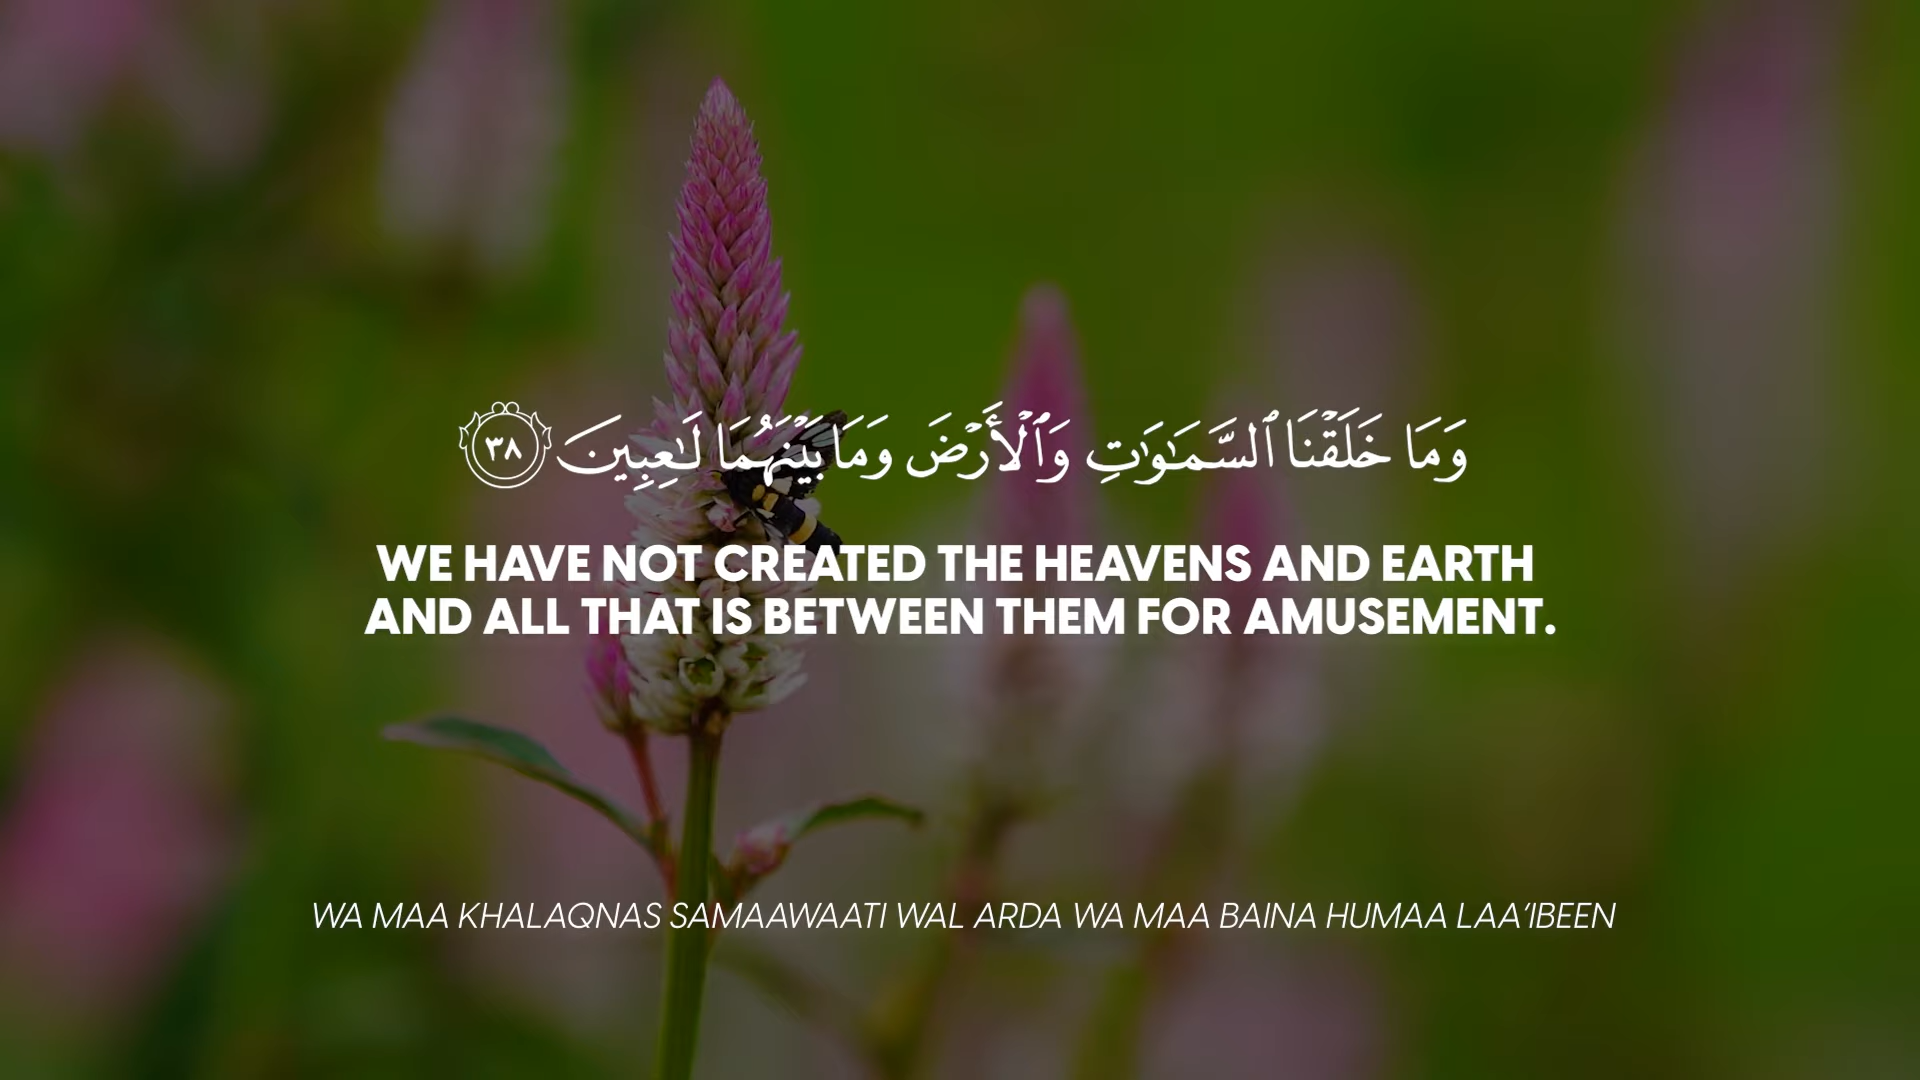 وَمَا خَلَقْنَا ٱلسَّمَـٰوَٰتِ وَٱلْأَرْضَ وَمَا بَيْنَهُمَا لَـٰعِبِينَ ٣٨
WE HAVE NOT CREATED THE HEAVENS AND EARTH
AND ALL THAT IS BETWEEN THEM FOR AMUSEMENT.
WA MAA KHALAQNAS SAMAAWAATI WAL ARDA WA MAA BAINA HUMAA LAA'IBEEN